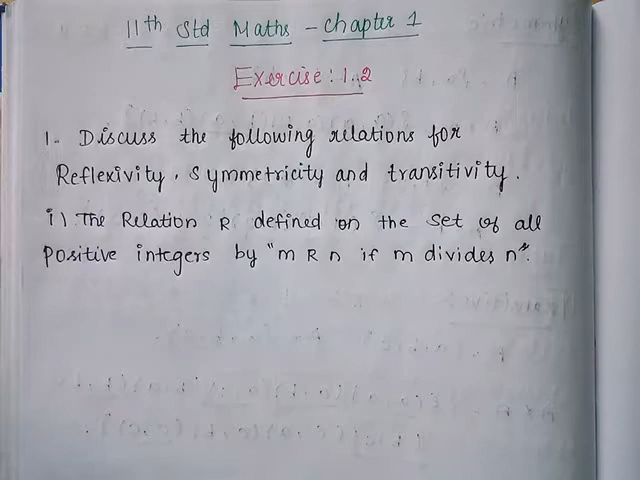 11th Std Maths - Chapter 1
Exercise: 1.2
1. Discuss the following relations for
Reflexivity, Symmetricity and transitivity.
i) The Relation R defined on the set of all
Positive integers by "m R n if m divides n".